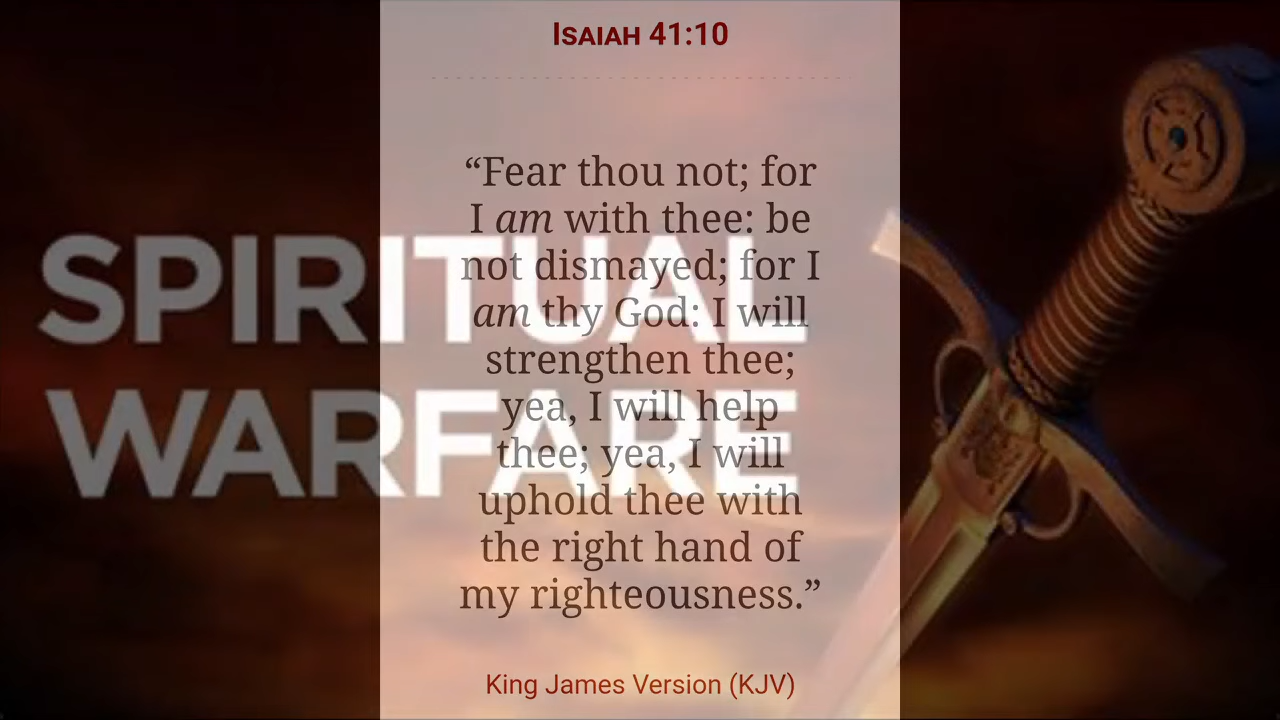 ISAIAH 41:10
“Fear thou not; for
I am with thee: be
not dismayed; for I
am thy God: I will
strengthen thee;
yea, I will help
thee; yea, I will
uphold thee with
the right hand of
my righteousness.”
King James Version (KJV)
SPIRITUAL
WARFARE